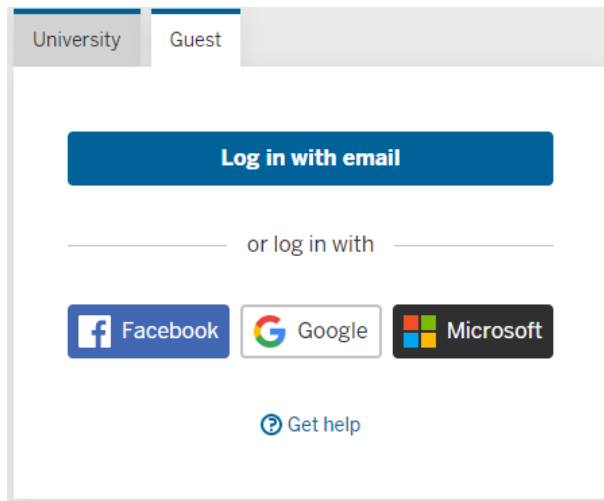 University Guest
Log in with email
or log in with
Facebook Google Microsoft
Get help